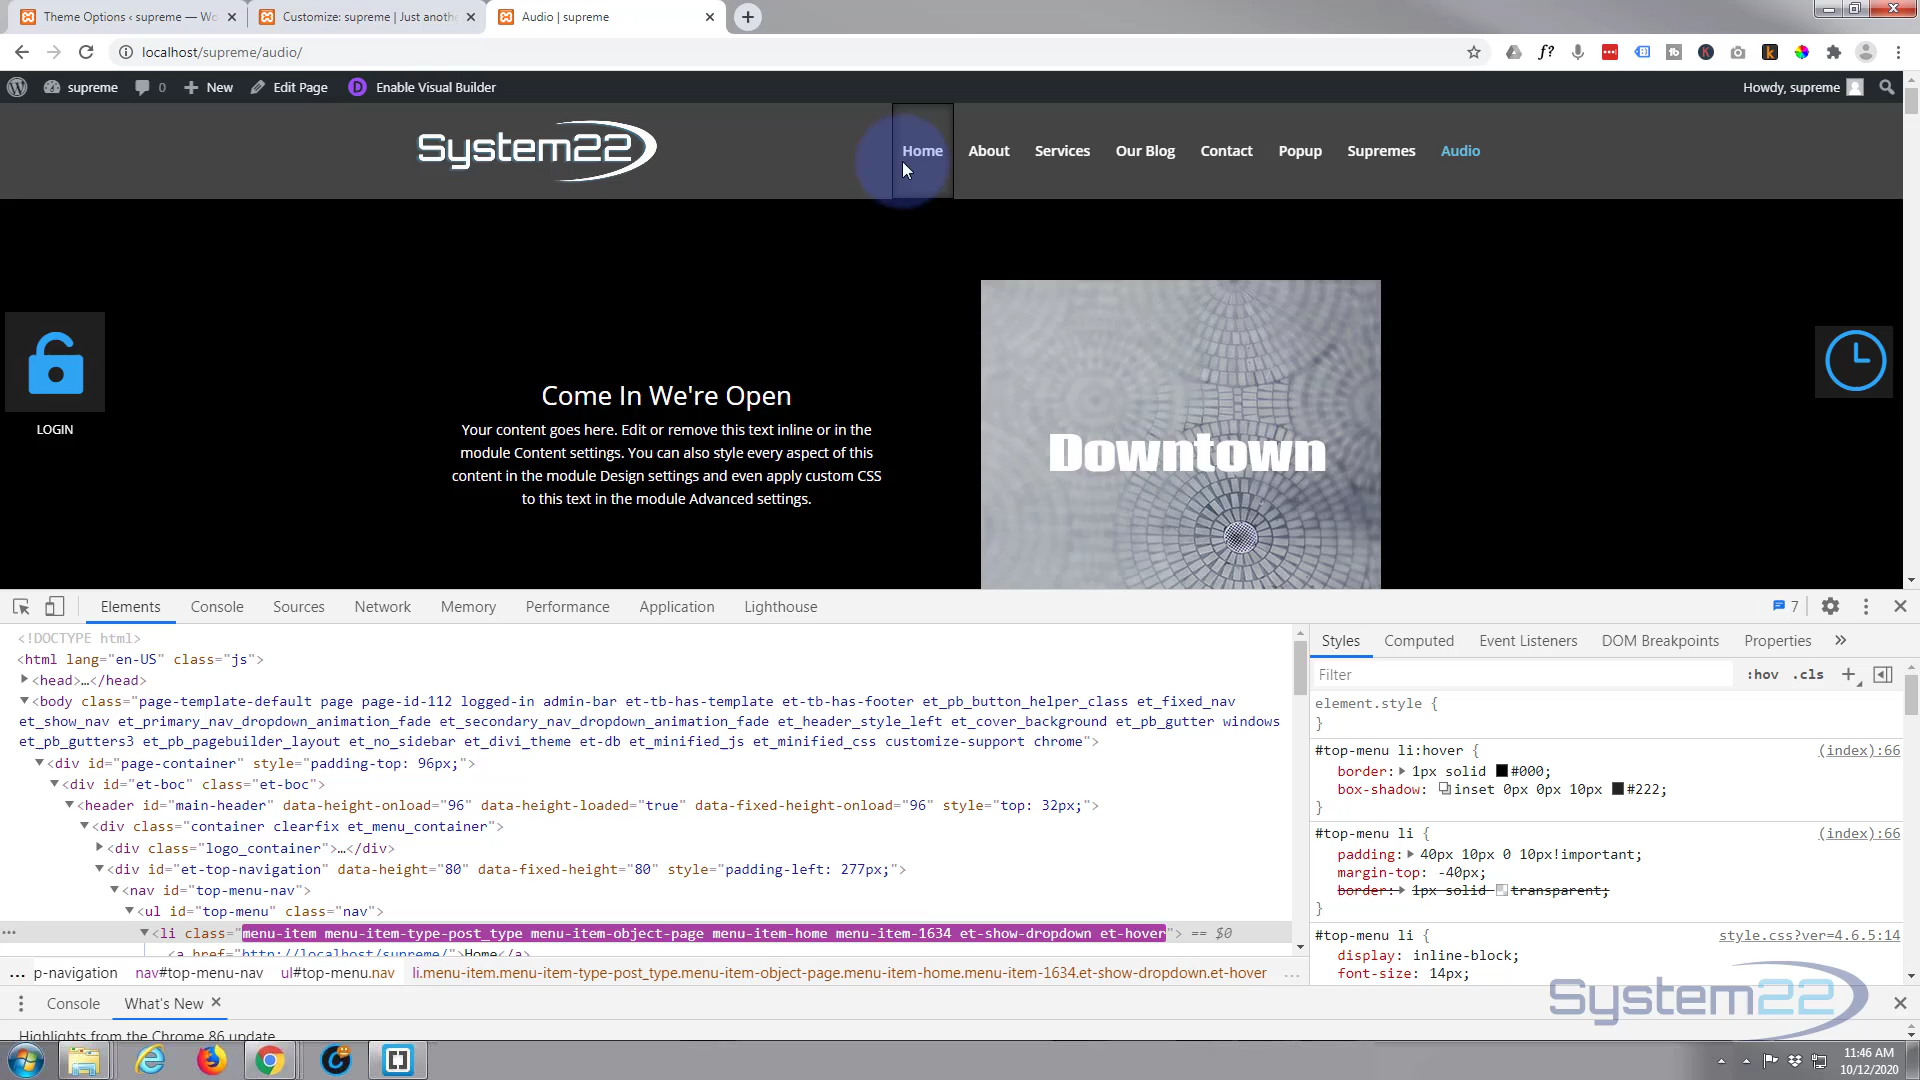 Theme Options ‹ supreme — Wo
Customize: supreme | Just anothe
Audio | supreme
localhost/supreme/audio/
supreme 0 New Edit Page Enable Visual Builder Howdy, supreme
System22
Home About Services Our Blog Contact Popup Supremes Audio
LOGIN
Come In We're Open
Your content goes here. Edit or remove this text inline or in the
module Content settings. You can also style every aspect of this
content in the module Design settings and even apply custom CSS
to this text in the module Advanced settings.
Downtown
Elements Console Sources Network Memory Performance Application Lighthouse 7
<!DOCTYPE html>
<html lang="en-US" class="js">
<head>…</head>
<body class="page-template-default page page-id-112 logged-in admin-bar et-tb-has-template et-tb-has-footer et_pb_button_helper_class et_fixed_nav
et_show_nav et_primary_nav_dropdown_animation_fade et_secondary_nav_dropdown_animation_fade et_header_style_left et_cover_background et_pb_gutter windows
et_pb_gutters3 et_pb_pagebuilder_layout et_no_sidebar et_divi_theme et-db et_minified_js et_minified_css customize-support chrome">
<div id="page-container" style="padding-top: 96px;">
<div id="et-boc" class="et-boc">
<header id="main-header" data-height-onload="96" data-height-loaded="true" data-fixed-height-onload="96" style="top: 32px;">
<div class="container clearfix et_menu_container">
<div class="logo_container">…</div>
<div id="et-top-navigation" data-height="80" data-fixed-height="80" style="padding-left: 277px;">
<nav id="top-menu-nav">
<ul id="top-menu" class="nav">
<li class="menu-item menu-item-type-post_type menu-item-object-page menu-item-home menu-item-1634 et-show-dropdown et-hover"> == $0
<a href="http://localhost/supreme/">Home</a>
… p-navigation nav#top-menu-nav ul#top-menu.nav li.menu-item.menu-item-type-post_type.menu-item-object-page.menu-item-home.menu-item-1634.et-show-dropdown.et-hover …
Styles Computed Event Listeners DOM Breakpoints Properties »
Filter :hov .cls
element.style {
}
#top-menu li:hover { (index):66
border: 1px solid #000;
box-shadow: inset 0px 0px 10px #222;
}
#top-menu li { (index):66
padding: 40px 10px 0 10px!important;
margin-top: -40px;
border: 1px solid transparent;
}
#top-menu li { style.css?ver=4.6.5:14
display: inline-block;
font-size: 14px;
Console What's New
Highlights from the Chrome 86 update
System22
11:46 AM
10/12/2020